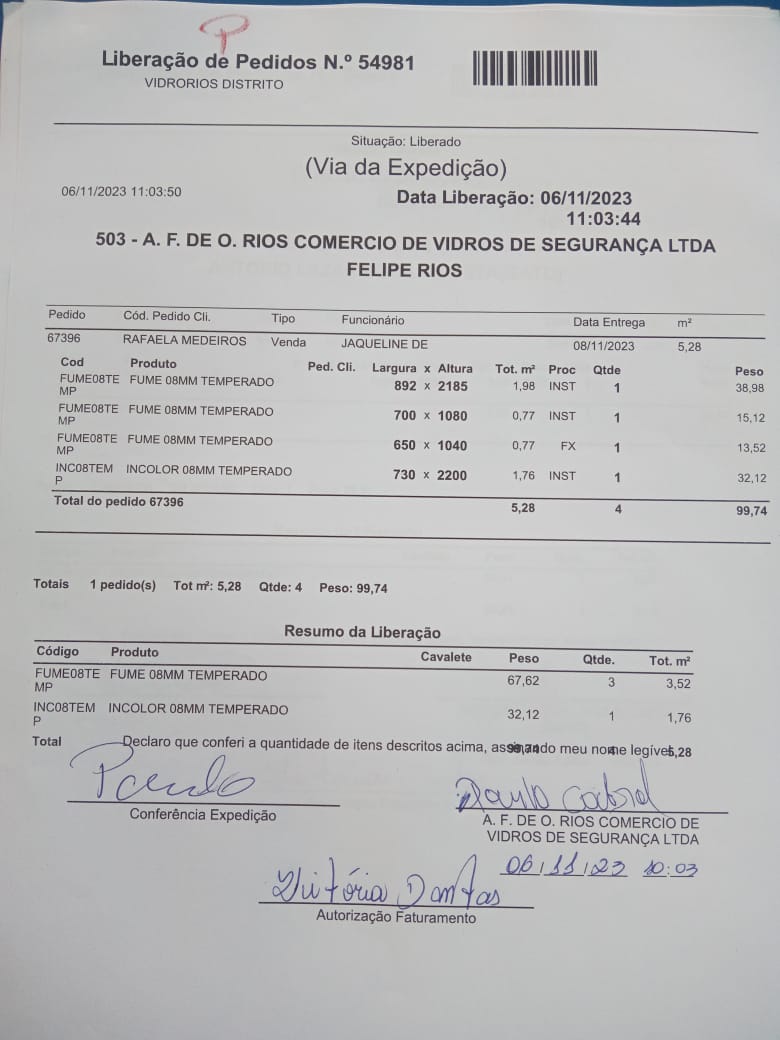 P
Liberação de Pedidos N.º 54981
VIDRORIOS DISTRITO
Situação: Liberado
(Via da Expedição)
06/11/2023 11:03:50 Data Liberação: 06/11/2023
11:03:44
503 - A. F. DE O. RIOS COMERCIO DE VIDROS DE SEGURANÇA LTDA
FELIPE RIOS
Pedido Cód. Pedido Cli. Tipo Funcionário Data Entrega m²
67396 RAFAELA MEDEIROS Venda JAQUELINE DE 08/11/2023 5,28
Cod Produto Ped. Cli. Largura x Altura Tot. m² Proc Qtde Peso
FUME08TE FUME 08MM TEMPERADO 892 x 2185 1,98 INST 1 38,98
MP
FUME08TE FUME 08MM TEMPERADO 700 x 1080 0,77 INST 1 15,12
MP
FUME08TE FUME 08MM TEMPERADO 650 x 1040 0,77 FX 1 13,52
MP
INC08TEM INCOLOR 08MM TEMPERADO 730 x 2200 1,76 INST 1 32,12
P
Total do pedido 67396 5,28 4 99,74
Totais 1 pedido(s) Tot m²: 5,28 Qtde: 4 Peso: 99,74
Resumo da Liberação
Código Produto Cavalete Peso Qtde. Tot. m²
FUME08TE FUME 08MM TEMPERADO 67,62 3 3,52
MP
INC08TEM INCOLOR 08MM TEMPERADO 32,12 1 1,76
P
Total 99,74 4 5,28
Declaro que conferi a quantidade de itens descritos acima, assinando meu nome legível
Paulo Cabral
Conferência Expedição
A. F. DE O. RIOS COMERCIO DE
VIDROS DE SEGURANÇA LTDA
06/11/23 10:03
Vitória Dantas
Autorização Faturamento